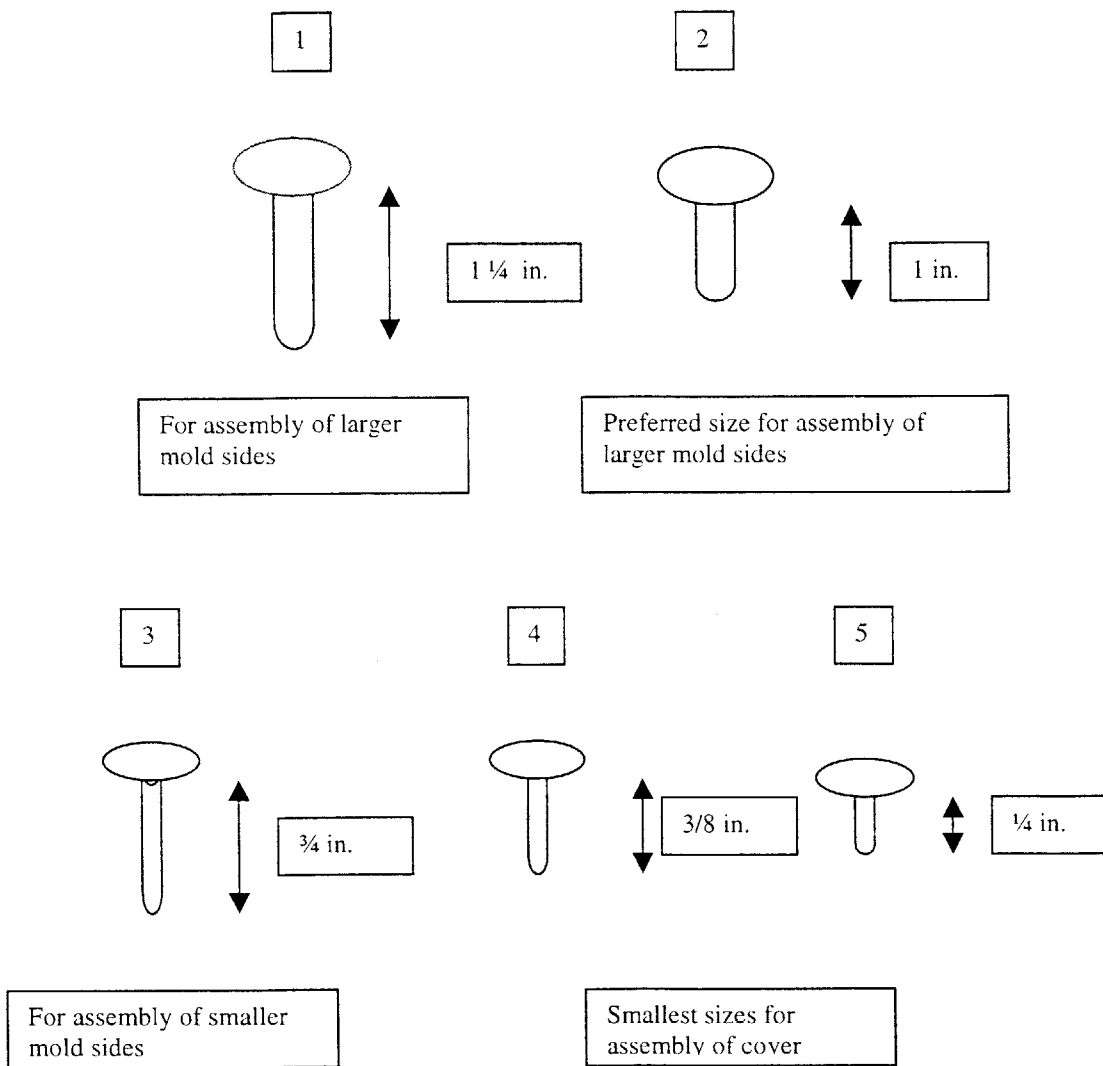 1
2
1 ¼ in.
1 in.
For assembly of larger
mold sides
Preferred size for assembly of
larger mold sides
3
4
5
¾ in.
3/8 in.
¼ in.
For assembly of smaller
mold sides
Smallest sizes for
assembly of cover